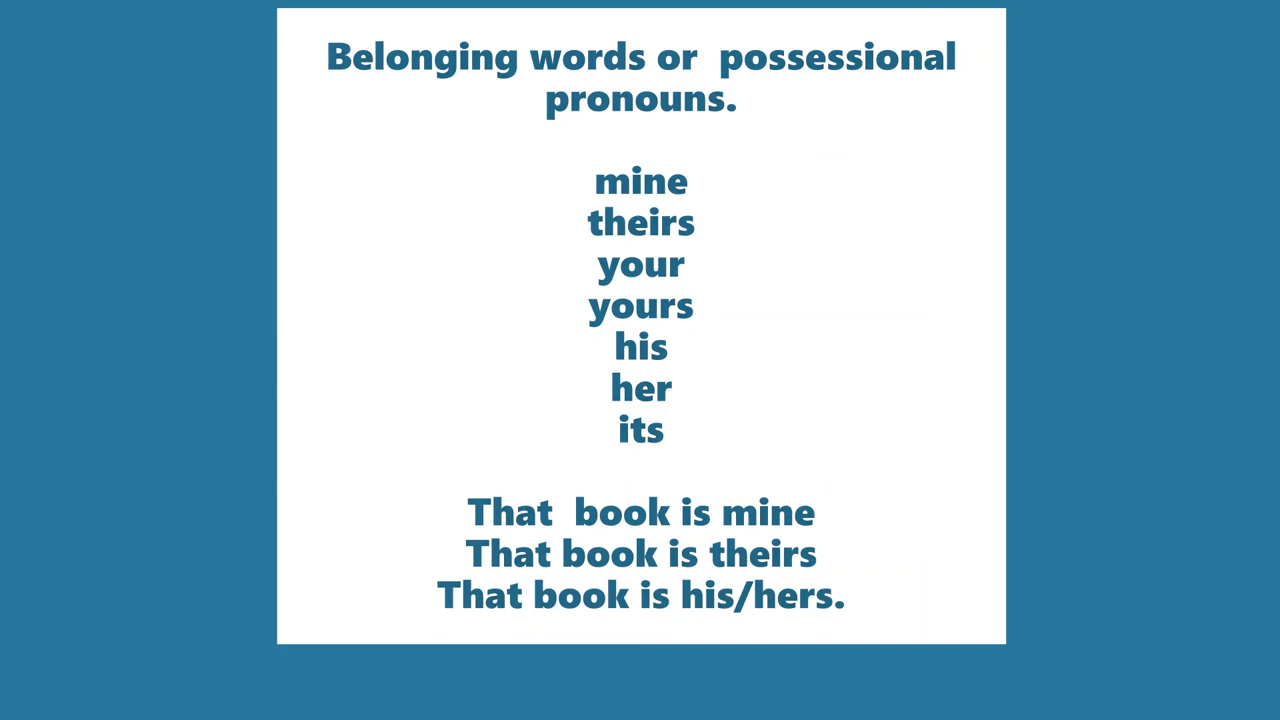 Belonging words or possessional
pronouns.
mine
theirs
your
yours
his
her
its
That book is mine
That book is theirs
That book is his/hers.